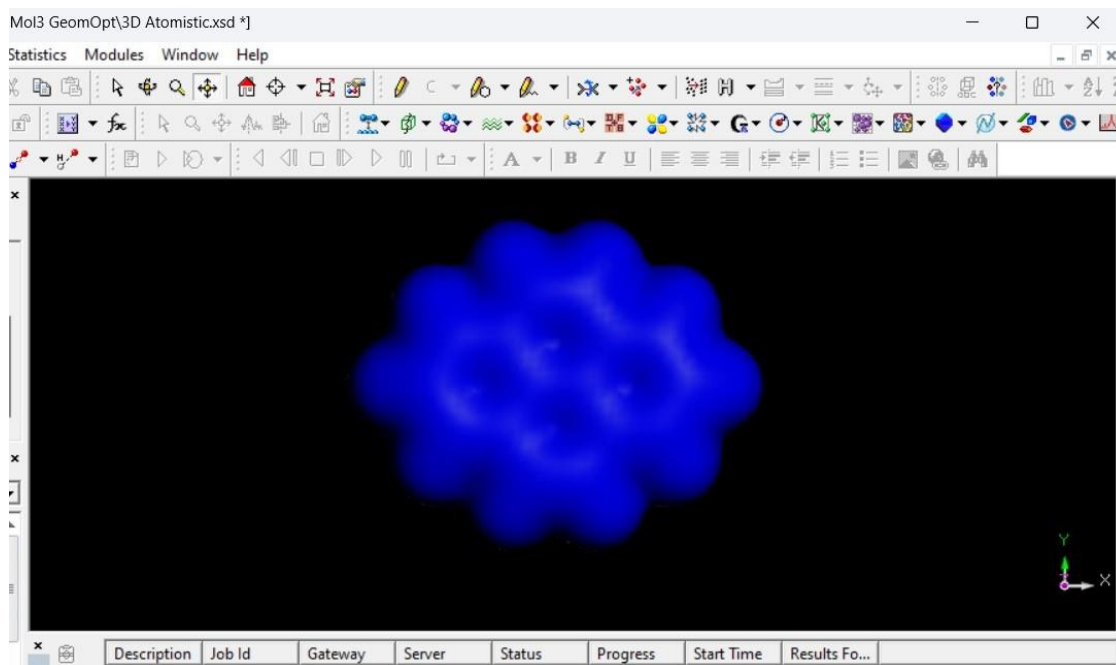 Mol3 GeomOpt\3D Atomistic.xsd *]
Statistics Modules Window Help
A B I U
Y
X
Description Job Id Gateway Server Status Progress Start Time Results Fo...